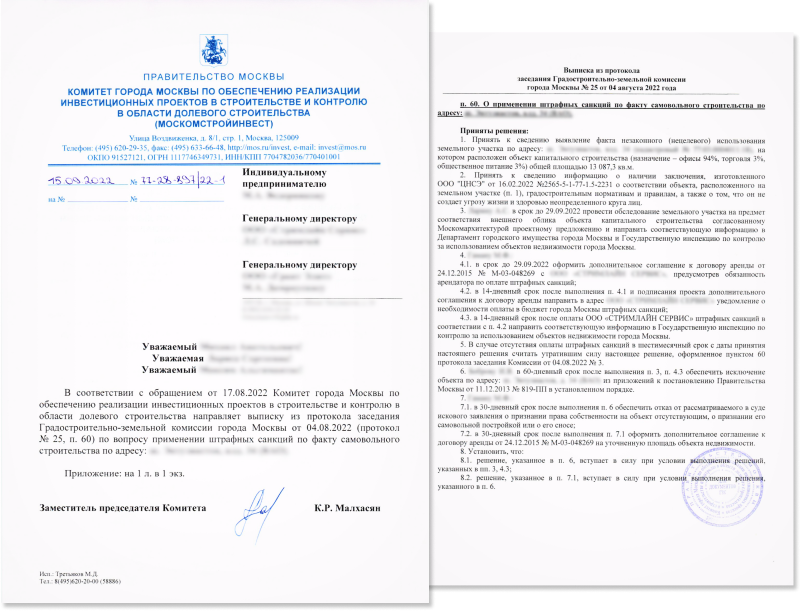 ПРАВИТЕЛЬСТВО МОСКВЫ
КОМИТЕТ ГОРОДА МОСКВЫ ПО ОБЕСПЕЧЕНИЮ РЕАЛИЗАЦИИ
ИНВЕСТИЦИОННЫХ ПРОЕКТОВ В СТРОИТЕЛЬСТВЕ И КОНТРОЛЮ
В ОБЛАСТИ ДОЛЕВОГО СТРОИТЕЛЬСТВА
(МОСКОМСТРОЙИНВЕСТ)
Улица Воздвиженка, д. 8/1, стр. 1, Москва, 125009
Телефон: (495) 620-29-35, факс: (495) 633-66-48, http://mos.ru/invest, e-mail: invest@mos.ru
ОКПО 91527121, ОГРН 1117746349731, ИНН/КПП 7704782036/770401001
15.09.2022 № 77-28-897/22-1
на № №
Индивидуальному
предпринимателю
Генеральному директору
Генеральному директору
Уважаемый
Уважаемая
Уважаемый
В соответствии с обращением от 17.08.2022 Комитет города Москвы по
обеспечению реализации инвестиционных проектов в строительстве и контролю в
области долевого строительства направляет выписку из протокола заседания
Градостроительно-земельной комиссии города Москвы от 04.08.2022 (протокол
№ 25, п. 60) по вопросу применении штрафных санкций по факту самовольного
строительства по адресу:
Приложение: на 1 л. в 1 экз.
Заместитель председателя Комитета К.Р. Малхасян
Исп.: Третьяков М.Д.
Тел.: 8(495)620-20-00 (58886)
Выписка из протокола
заседания Градостроительно-земельной комиссии
города Москвы № 25 от 04 августа 2022 года
п. 60. О применении штрафных санкций по факту самовольного строительства по
адресу:
Приняты решения:
1. Принять к сведению выявление факта незаконного (нецелевого) использования
земельного участка по адресу: на
котором расположен объект капитального строительства (назначение – офисы 94%, торговля 3%,
общественное питание 3%) общей площадью 13 087,3 кв.м.
2. Принять к сведению информацию о наличии заключения, изготовленного
ООО "ЦНСЭ" от 16.02.2022 №2565-5-1-77-1.5-2231 о соответствии объекта, расположенного на
земельном участке (п. 1), градостроительным нормативам и правилам, а также о том, что он не
создает угрозу жизни и здоровью неопределенного круга лиц.
3. в срок до 29.09.2022 провести обследование земельного участка на предмет
соответствия внешнего облика объекта капитального строительства согласованному
Москомархитектурой проектному предложению и направить соответствующую информацию в
Департамент городского имущества города Москвы и Государственную инспекцию по контролю
за использованием объектов недвижимости города Москвы.
4.
4.1. в срок до 29.09.2022 оформить дополнительное соглашение к договору аренды от
24.12.2015 № М-03-048269 с предусмотрев обязанность
арендатора по оплате штрафных санкций;
4.2. в 14-дневный срок после выполнения п. 4.1 и подписания проекта дополнительного
соглашения к договору аренды направить в адрес уведомление о
необходимости оплаты в бюджет города Москвы штрафных санкций;
4.3. в 14-дневный срок после оплаты ООО «СТРИМЛАЙН СЕРВИС» штрафных санкций в
соответствии с п. 4.2 направить соответствующую информацию в Государственную инспекцию по
контролю за использованием объектов недвижимости города Москвы.
5. В случае отсутствия оплаты штрафных санкций в шестимесячный срок с даты принятия
настоящего решения считать утратившим силу настоящее решение, оформленное пунктом 60
протокола заседания Комиссии от 04.08.2022 № 3.
6. в 60-дневный срок после выполнения п. 3, п. 4.3 обеспечить исключение
объекта по адресу: из приложения к постановлению Правительства
Москвы от 11.12.2013 № 819-ПП в установленном порядке.
7.
7.1. в 30-дневный срок после выполнения п. 6 обеспечить отказ от рассматриваемого в суде
искового заявления о признании права собственности на объект отсутствующим, о признании его
самовольной постройкой или о его сносе;
7.2. в 30-дневный срок после выполнения п. 7.1 оформить дополнительное соглашение к
договору аренды от 24.12.2015 № М-03-048269 на уточненную площадь объекта недвижимости.
8. Установить, что:
8.1. решение, указанное в п. 6, вступает в силу при условии выполнения решений,
указанных в пп. 3, 4.3;
8.2. решение, указанное в п. 7.1, вступает в силу при условии выполнения решения,
указанного в п. 6.